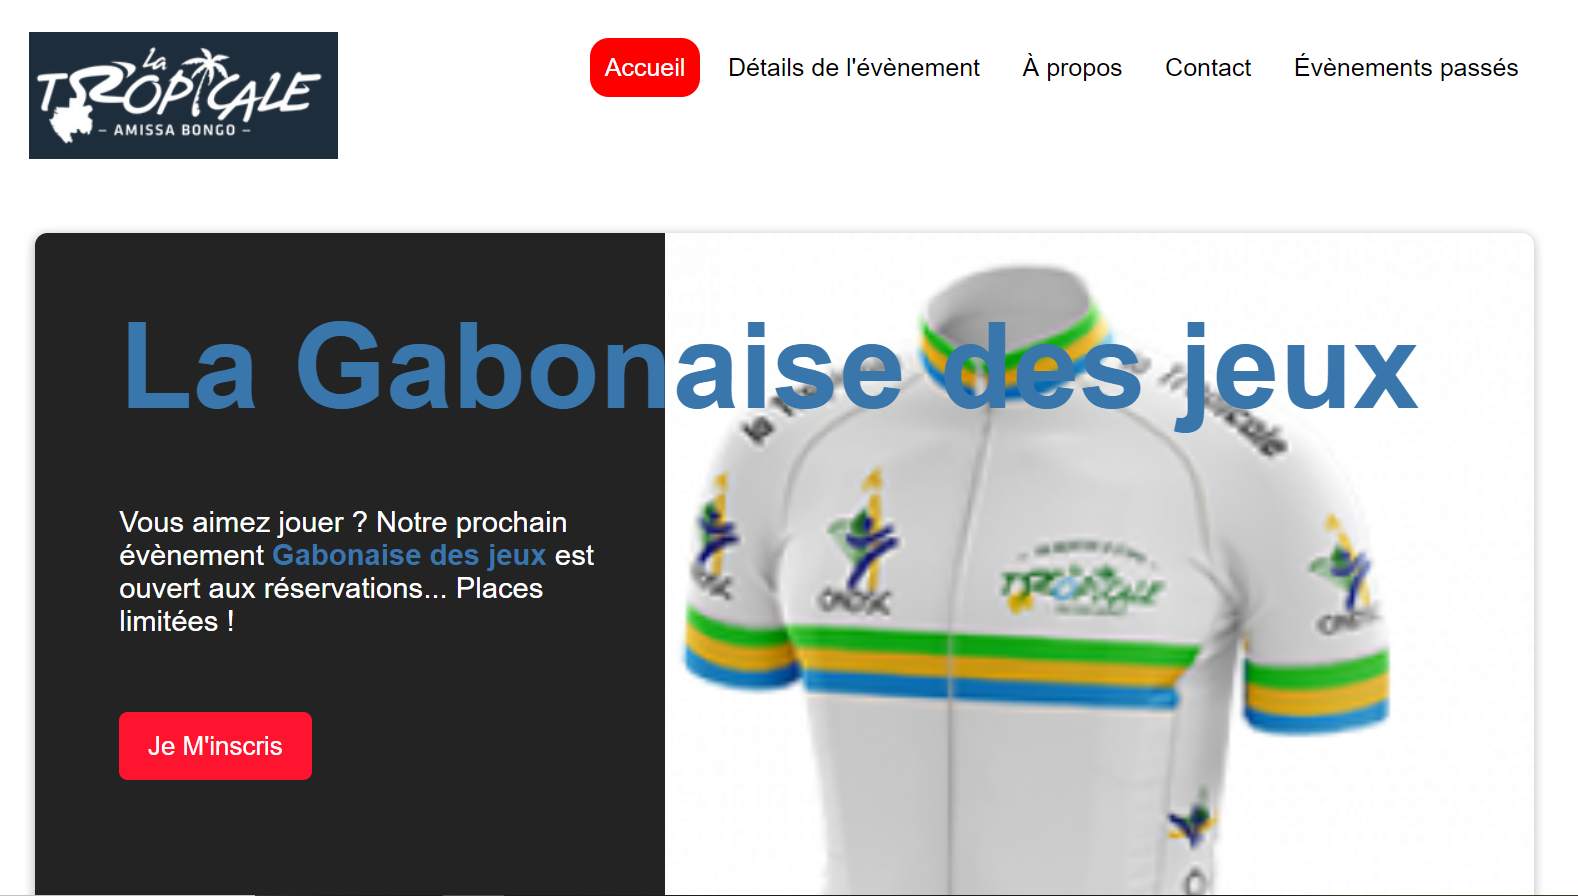 La
TROPICALE
– AMISSA BONGO –
Accueil
Détails de l'évènement
À propos
Contact
Évènements passés
La Gabonaise des jeux
Vous aimez jouer ? Notre prochain
évènement Gabonaise des jeux est
ouvert aux réservations... Places
limitées !
Je M'inscris
la
Tropicale
TROPICALE